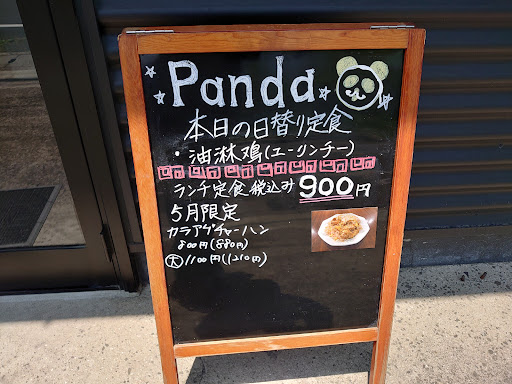 Panda
本日の日替り定食
・油淋鶏(ユーリンチー)
ランチ定食 税込み 900円
5月限定
カラアゲチャーハン
800円(880円)
大 1100円(1210円)